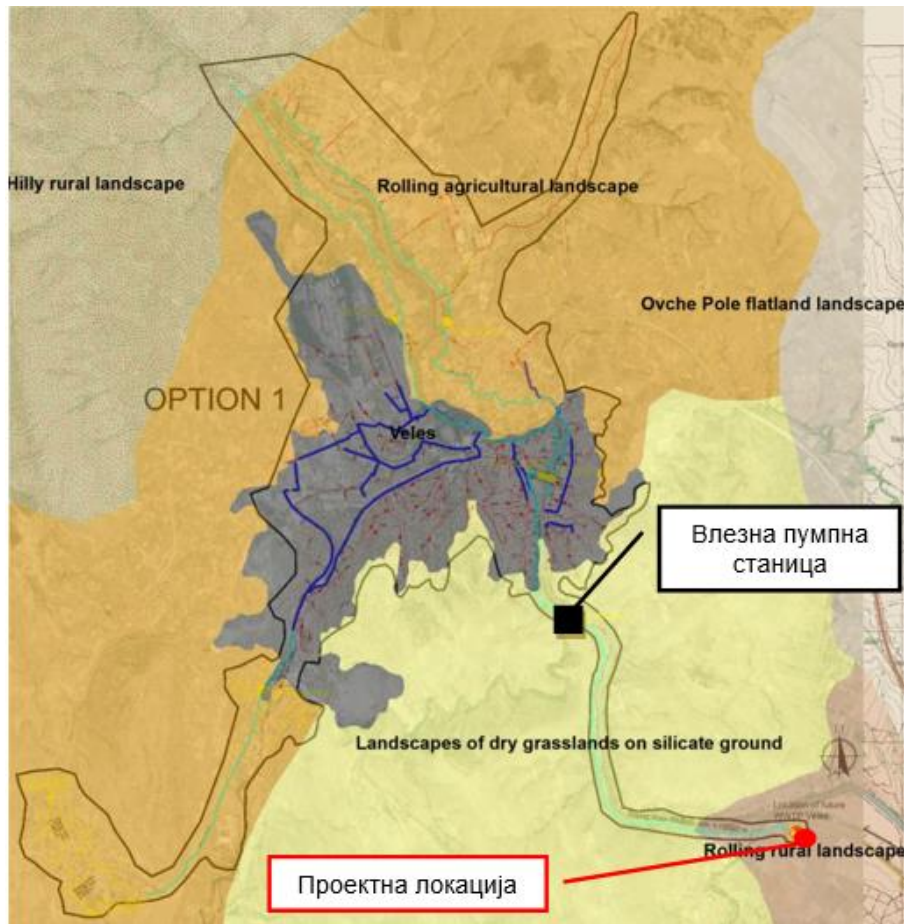 Hilly rural landscape
Rolling agricultural landscape
Ovche Pole flatland landscape
OPTION 1
Veles
Влезна пумпна
станица
Landscapes of dry grasslands on silicate ground
Location of future
WWTP Veles
Rolling rural landscape
Проектна локација